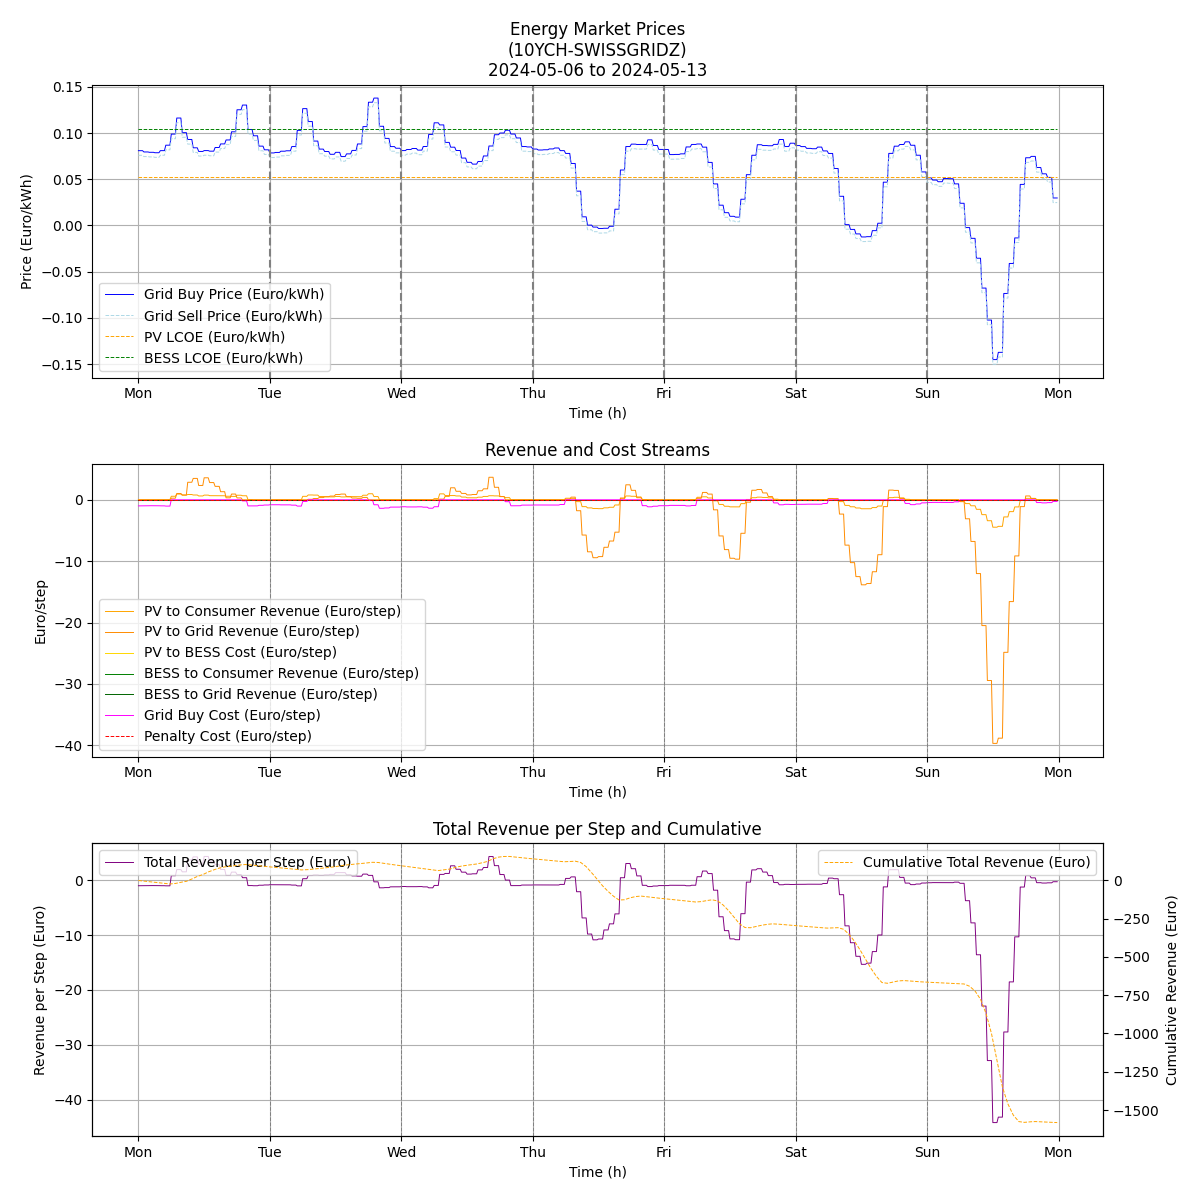 Energy Market Prices
(10YCH-SWISSGRIDZ)
2024-05-06 to 2024-05-13
Price (Euro/kWh)
0.15
0.10
0.05
0.00
−0.05
−0.10
−0.15
Grid Buy Price (Euro/kWh)
Grid Sell Price (Euro/kWh)
PV LCOE (Euro/kWh)
BESS LCOE (Euro/kWh)
Mon Tue Wed Thu Fri Sat Sun Mon
Time (h)
Revenue and Cost Streams
Euro/step
0
−10
−20
−30
−40
PV to Consumer Revenue (Euro/step)
PV to Grid Revenue (Euro/step)
PV to BESS Cost (Euro/step)
BESS to Consumer Revenue (Euro/step)
BESS to Grid Revenue (Euro/step)
Grid Buy Cost (Euro/step)
Penalty Cost (Euro/step)
Mon Tue Wed Thu Fri Sat Sun Mon
Time (h)
Total Revenue per Step and Cumulative
Revenue per Step (Euro)
0
−10
−20
−30
−40
Total Revenue per Step (Euro)
Cumulative Total Revenue (Euro)
0
−250
−500
−750
−1000
−1250
−1500
Cumulative Revenue (Euro)
Mon Tue Wed Thu Fri Sat Sun Mon
Time (h)